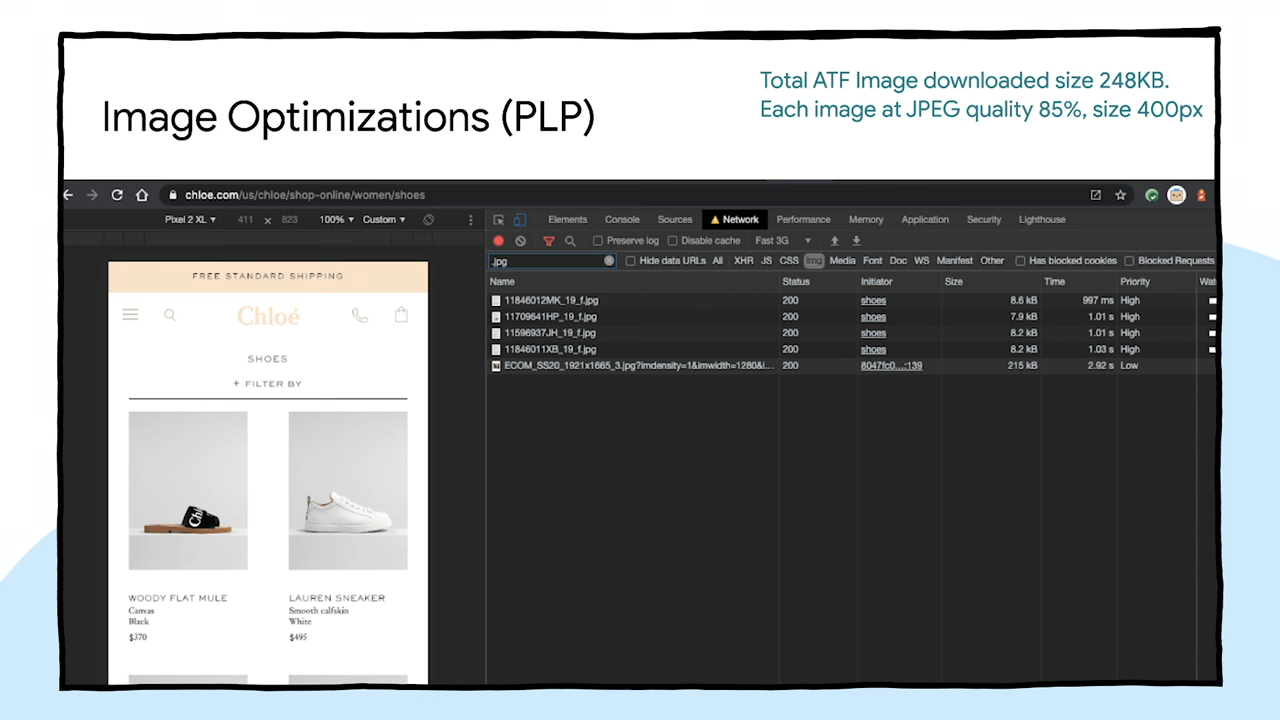 Total ATF Image downloaded size 248KB.
Each image at JPEG quality 85%, size 400px
Image Optimizations (PLP)
chloe.com/us/chloe/shop-online/women/shoes
Pixel 2 XL ▾ 411 × 823 100% ▾ Custom ▾
Elements Console Sources Network Performance Memory Application Security Lighthouse
Preserve log Disable cache Fast 3G ▾
.jpg Hide data URLs All XHR JS CSS Img Media Font Doc WS Manifest Other Has blocked cookies Blocked Requests
Name Status Initiator Size Time Priority
11846012MK_19_f.jpg 200 shoes 8.6 kB 997 ms High
11709641HP_19_f.jpg 200 shoes 7.9 kB 1.01 s High
11596937JH_19_f.jpg 200 shoes 8.2 kB 1.01 s High
11846011XB_19_f.jpg 200 shoes 8.2 kB 1.03 s High
ECOM_SS20_1921x1665_3.jpg?imdensity=1&imwidth=1280&i... 200 8047fc0...:139 215 kB 2.92 s Low
FREE STANDARD SHIPPING
Chloé
SHOES
+ FILTER BY
Chl
WOODY FLAT MULE
Canvas
Black
$370
LAUREN SNEAKER
Smooth calfskin
White
$495